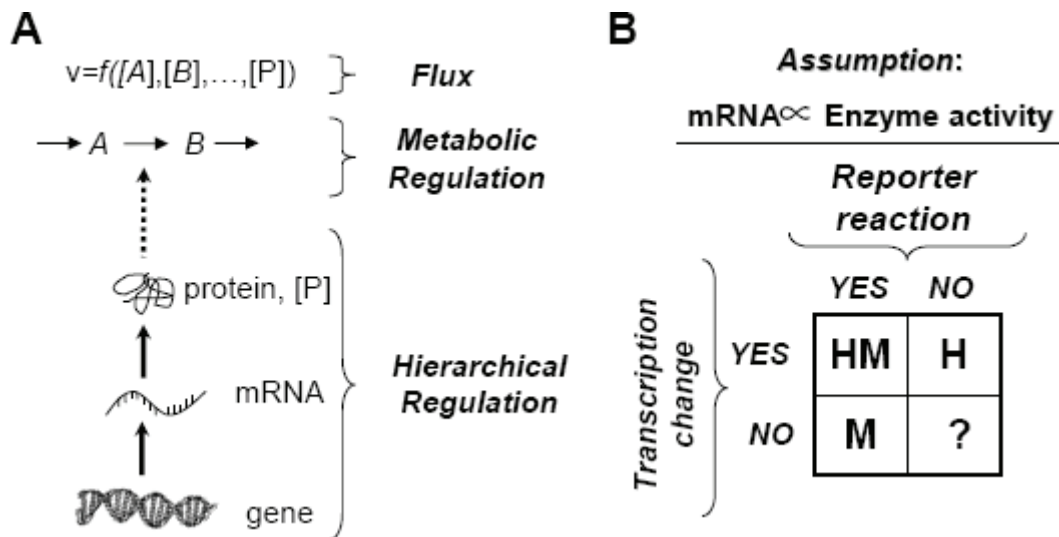 A
v=f([A],[B],…,[P])
Flux
A
B
Metabolic
Regulation
protein, [P]
mRNA
Hierarchical
Regulation
gene
B
Assumption:
mRNA∝ Enzyme activity
Reporter
reaction
YES NO
Transcription
change
YES HM H
NO M ?